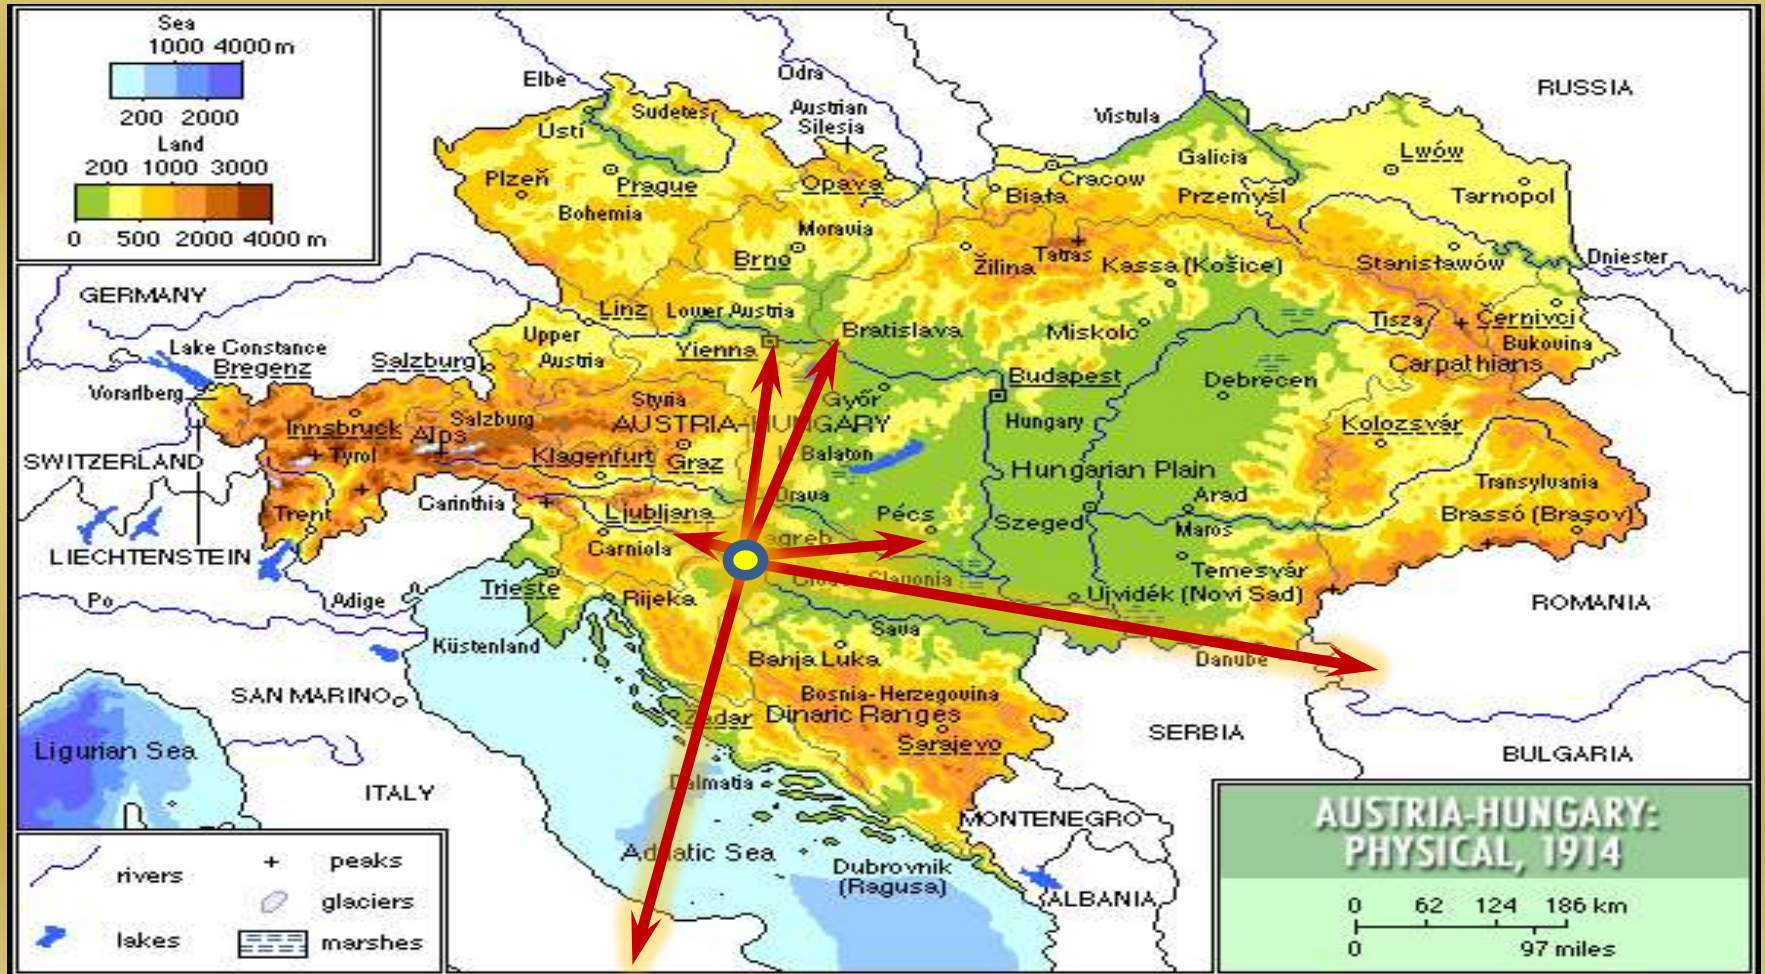 Sea
1000 4000 m
200 2000
Land
200 1000 3000
0 500 2000 4000 m
Elbe
Odra
Austrian
Silesia
Vistula
RUSSIA
Usti
Sudetes
Galicia
Lwów
Plzeň
Prague
Opava
Biała
Cracow
Przemyśl
Tarnopol
Bohemia
Moravia
Brno
Žilina
Tatras
Kassa (Košice)
Stanisławów
Dniester
GERMANY
Linz
Lower Austria
Bratislava
Miskolc
Tisza
Černivci
Bukovina
Upper
Austria
Vienna
Lake Constance
Bregenz
Salzburg
Budapest
Debrecen
Carpathians
Vorarlberg
Styria
Győr
Salzburg
AUSTRIA-HUNGARY
Hungary
Kolozsvár
Innsbruck
Alps
Tyrol
Klagenfurt
Graz
L. Balaton
SWITZERLAND
Hungarian Plain
Transylvania
Carinthia
Drava
Arad
Trent
Ljubljana
Pécs
Szeged
Maros
Brassó (Braşov)
LIECHTENSTEIN
Carniola
agreb
Temesvár
Trieste
Slavonia
Ujvidék (Novi Sad)
Po
Adige
Rijeka
ROMANIA
Küstenland
Sava
Banja Luka
Danube
SAN MARINO
Bosnia-Herzegovina
Zadar
Dinaric Ranges
SERBIA
Sarajevo
Ligurian Sea
BULGARIA
ITALY
Dalmatia
MONTENEGRO
Adriatic Sea
Dubrovnik
(Ragusa)
ALBANIA
rivers
peaks
glaciers
lakes
marshes
AUSTRIA-HUNGARY:
PHYSICAL, 1914
0 62 124 186 km
0 97 miles